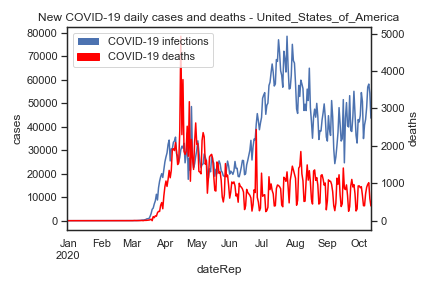 New COVID-19 daily cases and deaths - United_States_of_America
COVID-19 infections
COVID-19 deaths
80000
70000
60000
50000
40000
30000
20000
10000
0
cases
5000
4000
3000
2000
1000
0
deaths
Jan Feb Mar Apr May Jun Jul Aug Sep Oct
2020
dateRep